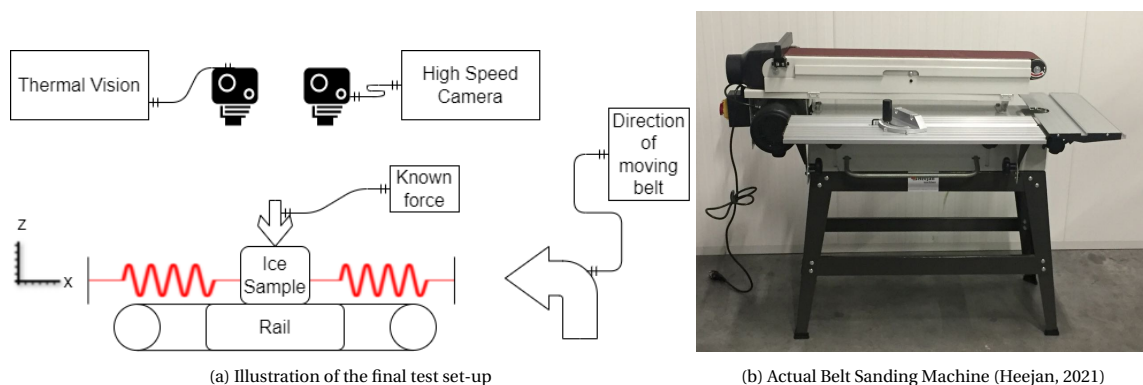 Thermal Vision
High Speed
Camera
Direction
of
moving
belt
Known
force
Z
X
Ice
Sample
Rail
(a) Illustration of the final test set-up
(b) Actual Belt Sanding Machine (Heejan, 2021)